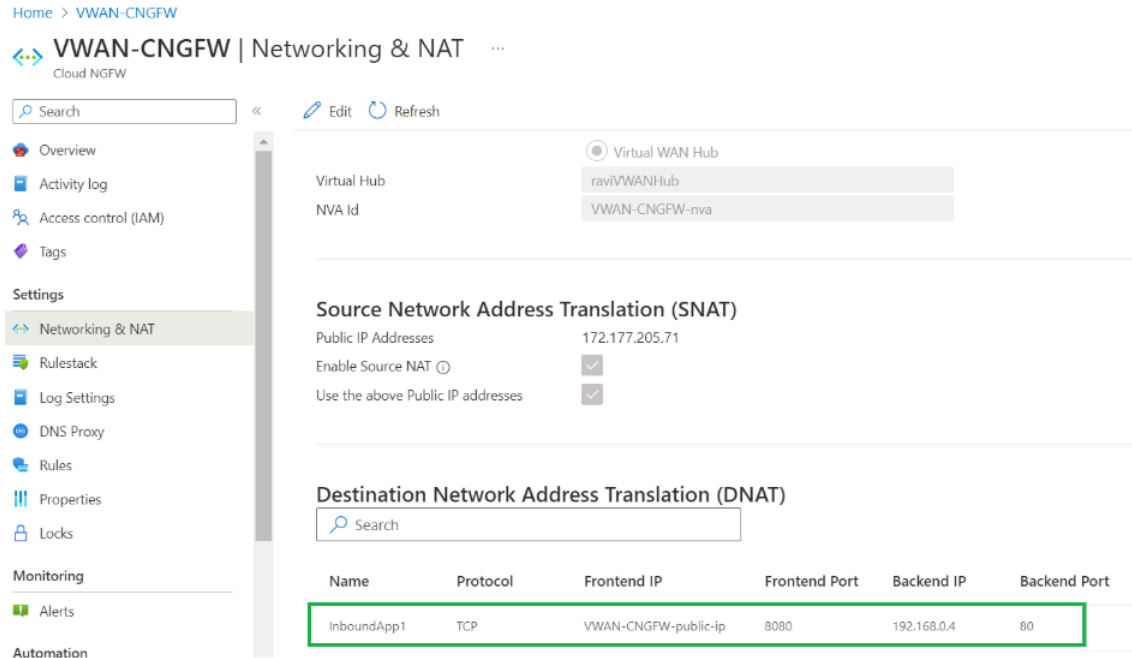 Home > VWAN-CNGFW
VWAN-CNGFW | Networking & NAT ...
Cloud NGFW
Search «
Overview
Activity log
Access control (IAM)
Tags
Settings
Networking & NAT
Rulestack
Log Settings
DNS Proxy
Rules
Properties
Locks
Monitoring
Alerts
Automation
Edit Refresh
Virtual WAN Hub
Virtual Hub raviVWANHub
NVA Id VWAN-CNGFW-nva
Source Network Address Translation (SNAT)
Public IP Addresses 172.177.205.71
Enable Source NAT
Use the above Public IP addresses
Destination Network Address Translation (DNAT)
Search
Name Protocol Frontend IP Frontend Port Backend IP Backend Port
InboundApp1 TCP VWAN-CNGFW-public-ip 8080 192.168.0.4 80